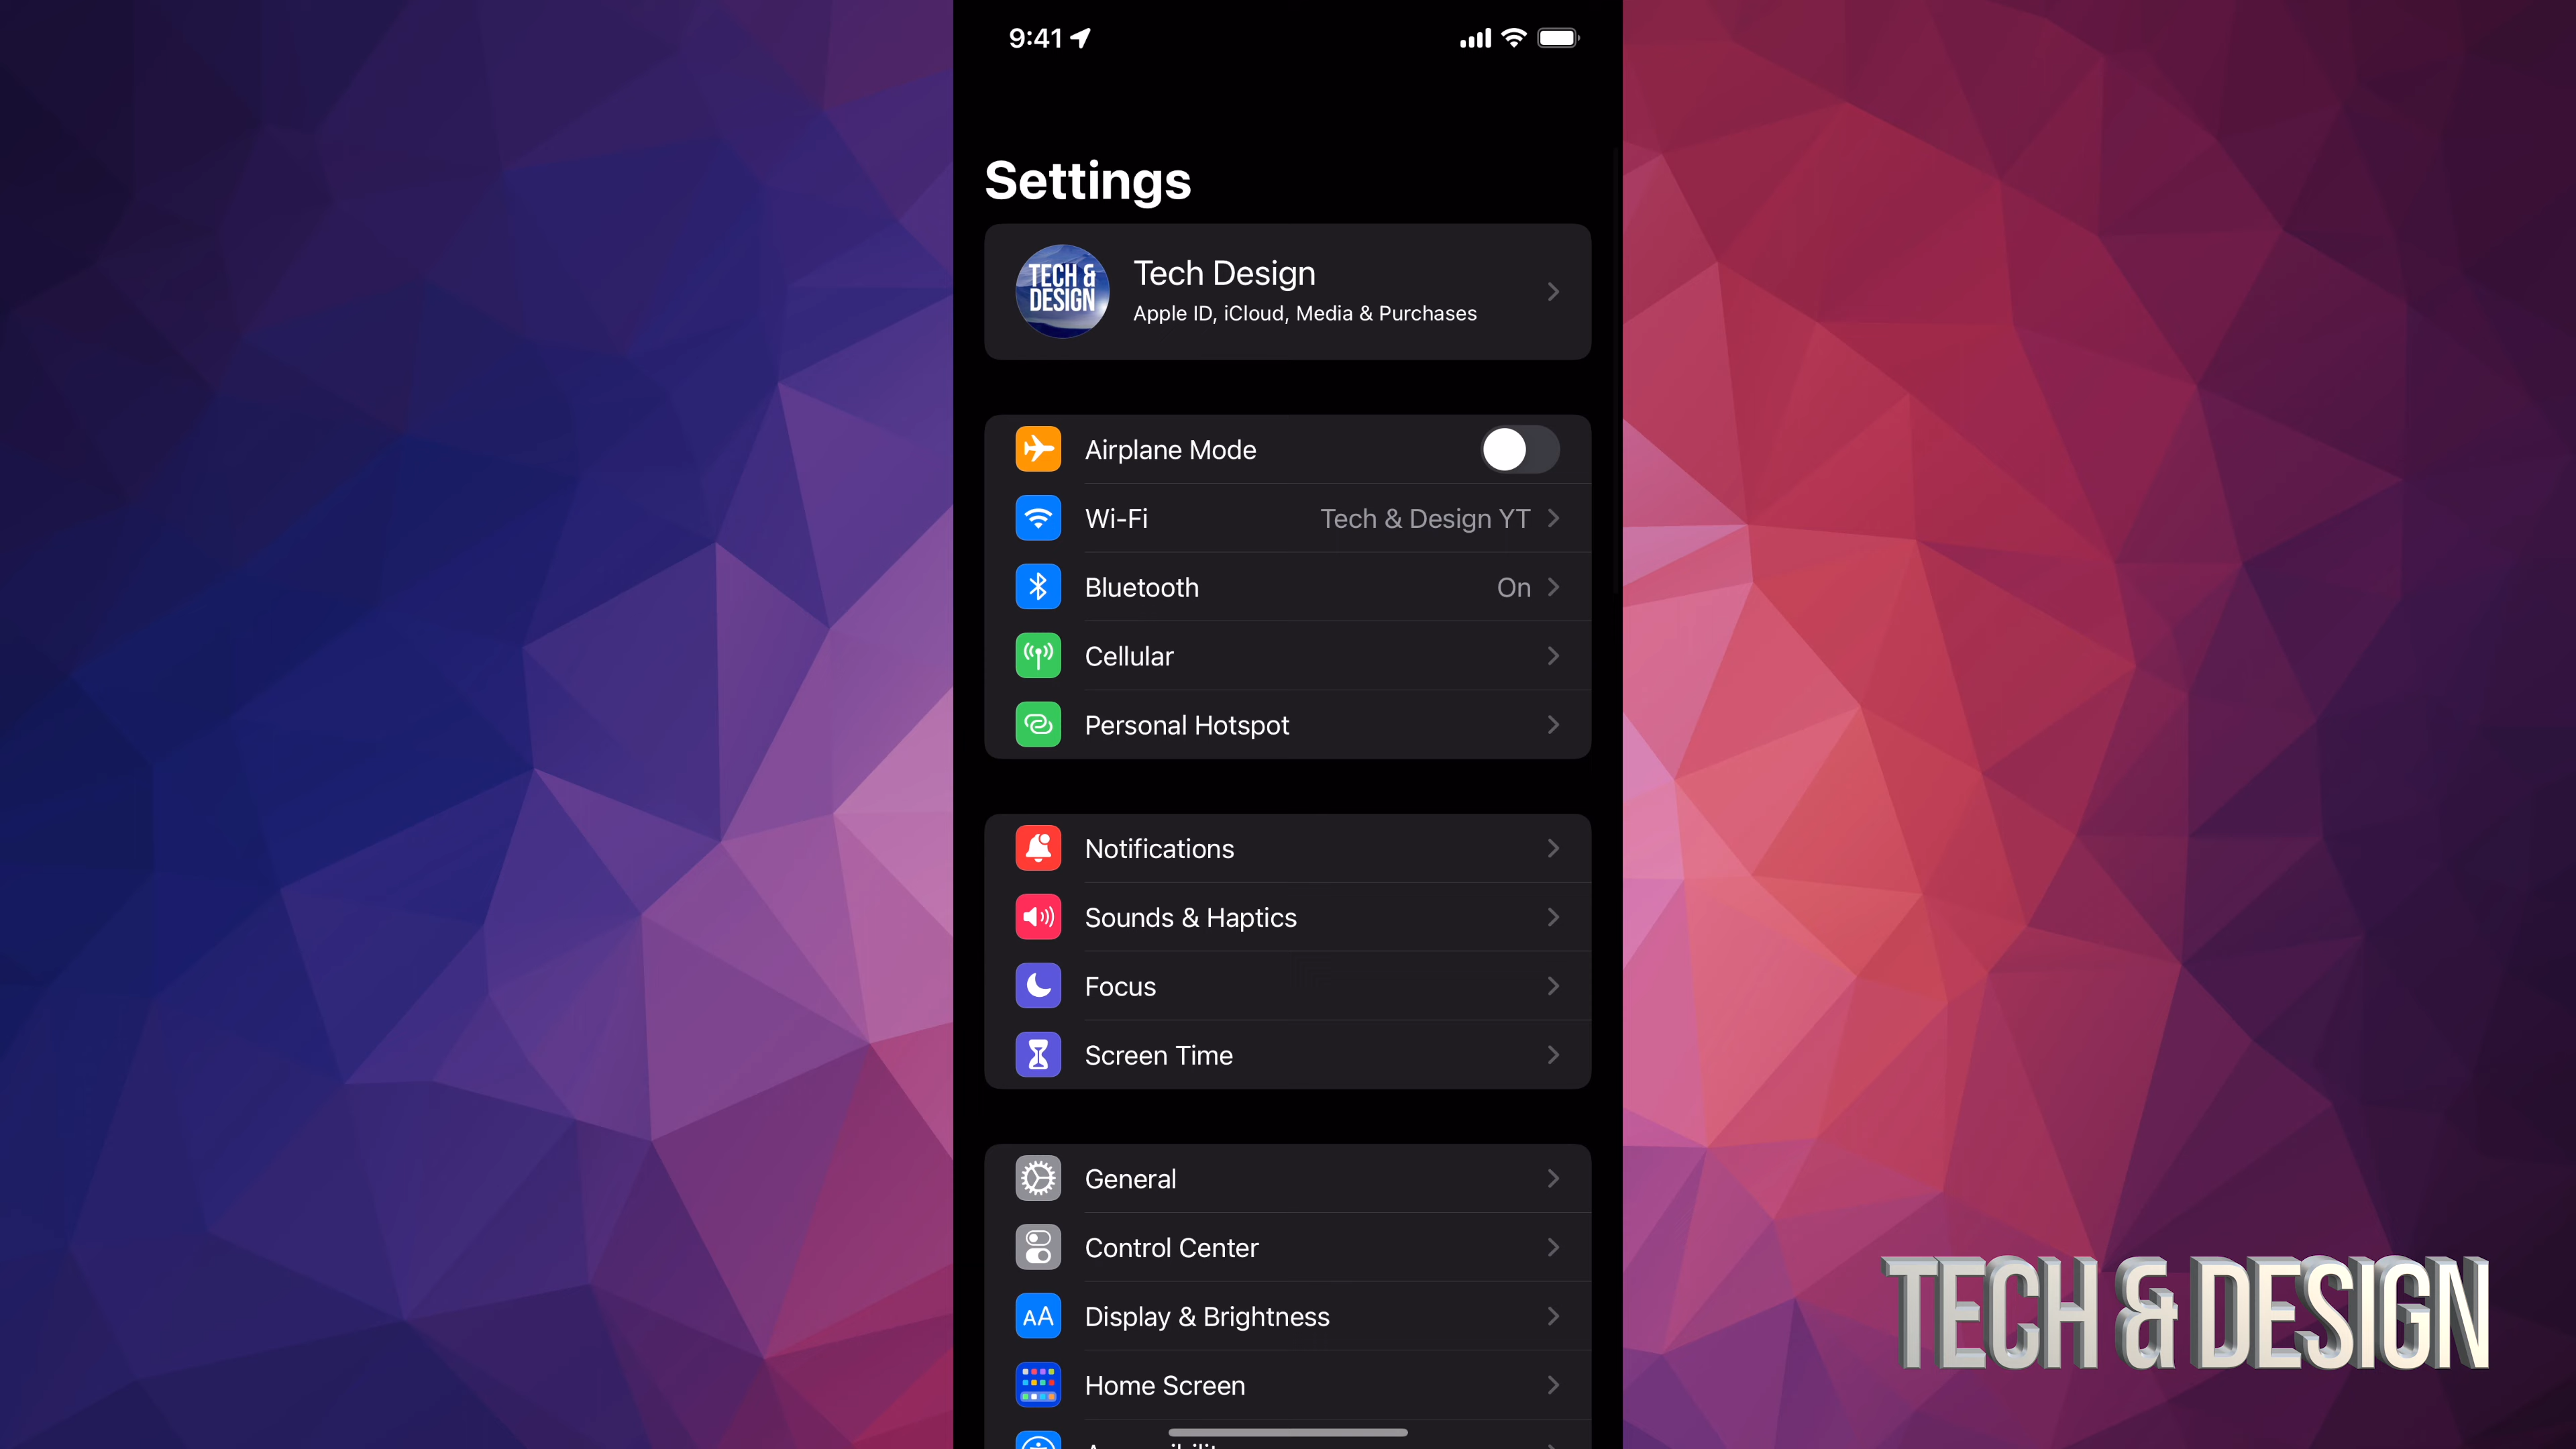 9:41
Settings
TECH &
DESIGN
Tech Design
Apple ID, iCloud, Media & Purchases
Airplane Mode
Wi-Fi Tech & Design YT
Bluetooth On
Cellular
Personal Hotspot
Notifications
Sounds & Haptics
Focus
Screen Time
General
Control Center
AA Display & Brightness
Home Screen
TECH & DESIGN